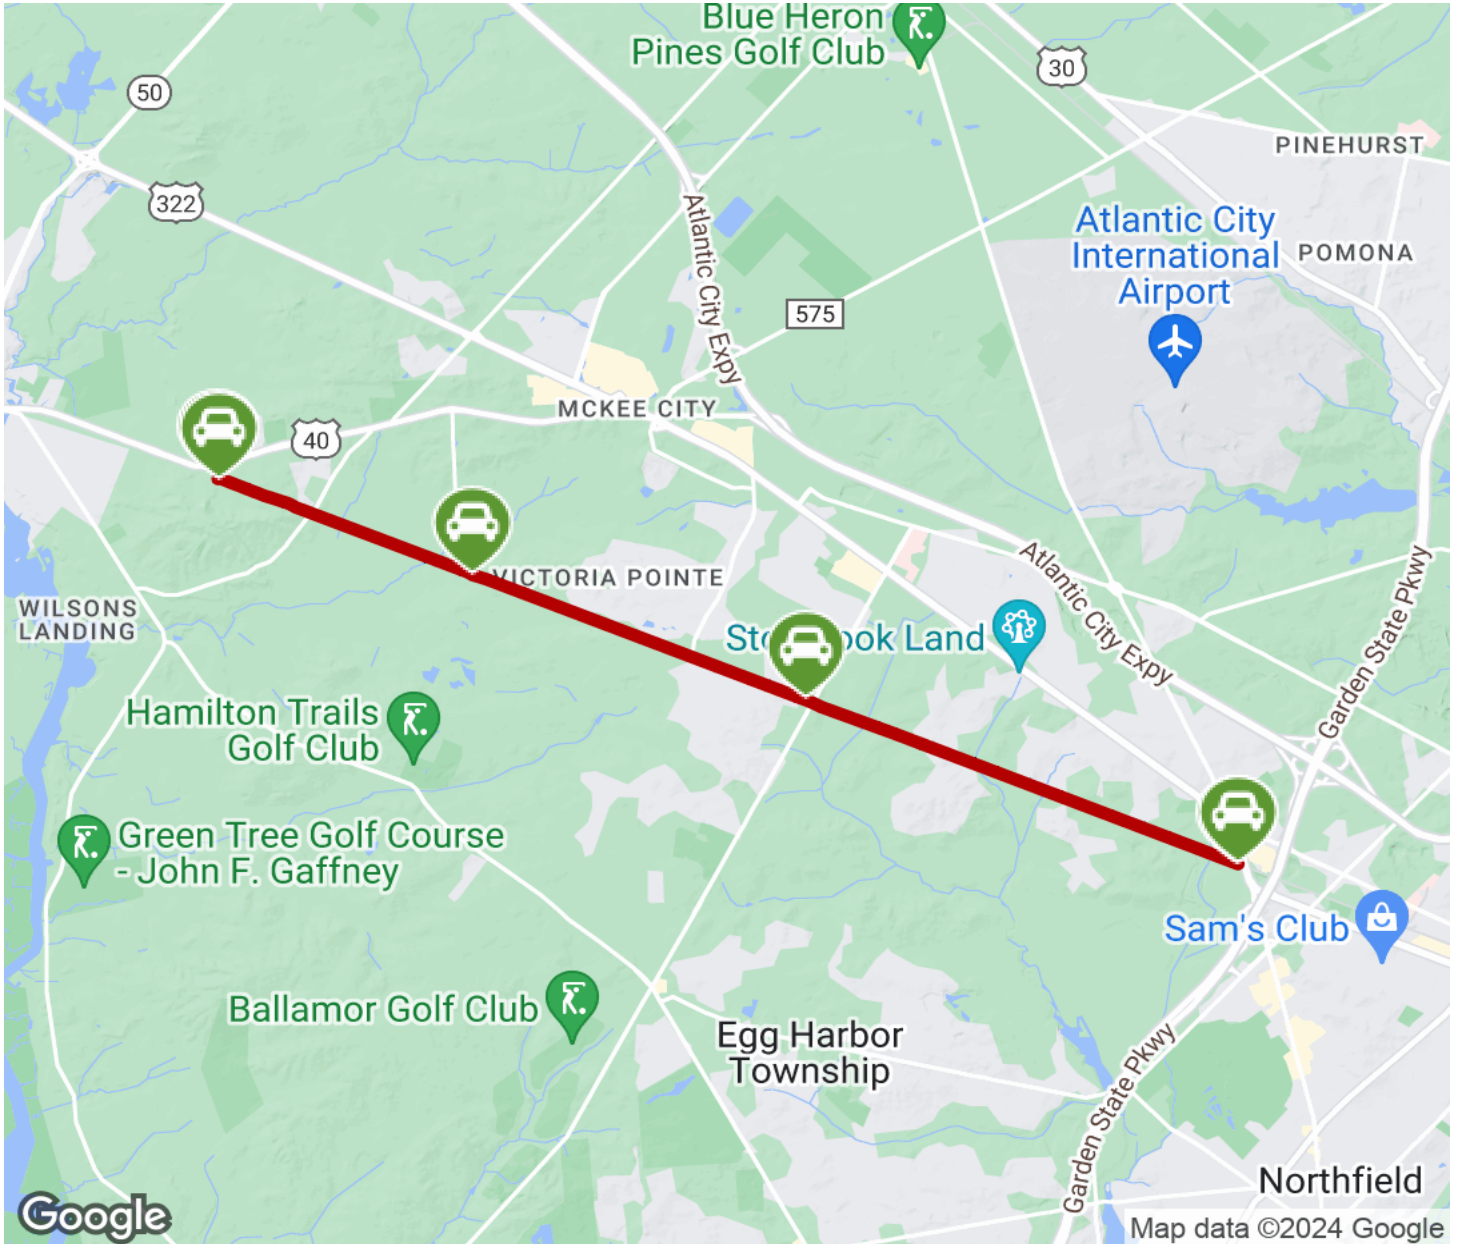 Blue Heron
Pines Golf Club
30
50
PINEHURST
322
Atlantic City
International
Airport
POMONA
Atlantic City Expy
575
MCKEE CITY
40
Atlantic City Expy
Garden State Pkwy
VICTORIA POINTE
WILSONS
LANDING
Land
Hamilton Trails
Golf Club
Green Tree Golf Course
- John F. Gaffney
Sam's Club
Ballamor Golf Club
Egg Harbor
Township
Garden State Pkwy
Northfield
Google
Map data ©2024 Google